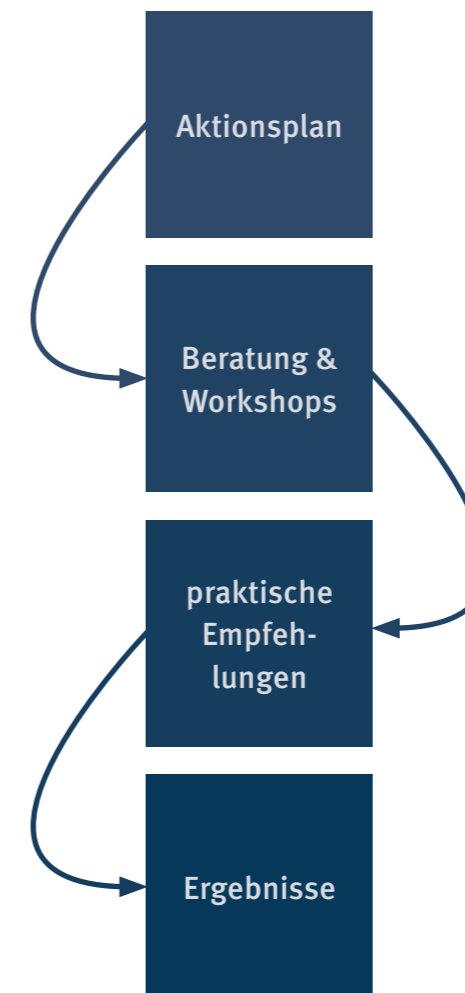 Aktionsplan
Beratung &
Workshops
praktische
Empfeh-
lungen
Ergebnisse